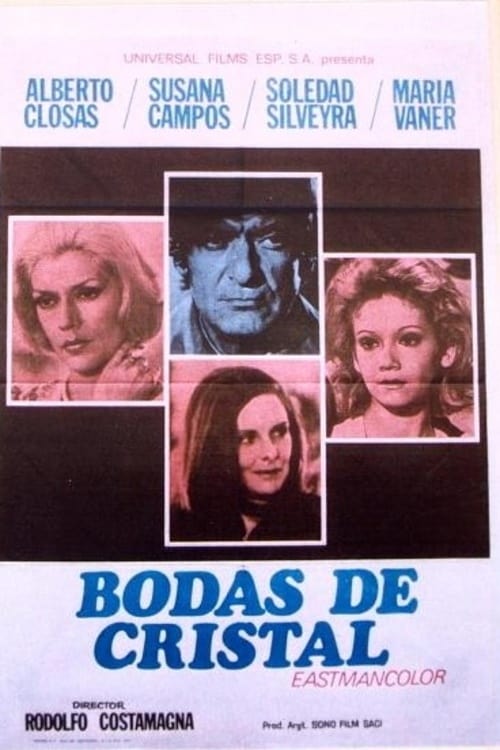 UNIVERSAL FILMS ESP. S.A. presenta
ALBERTO CLOSAS / SUSANA CAMPOS / SOLEDAD SILVEYRA / MARIA VANER
BODAS DE
CRISTAL
EASTMANCOLOR
DIRECTOR
RODOLFO COSTAMAGNA
Prod. Argt. SONO FILM SACI